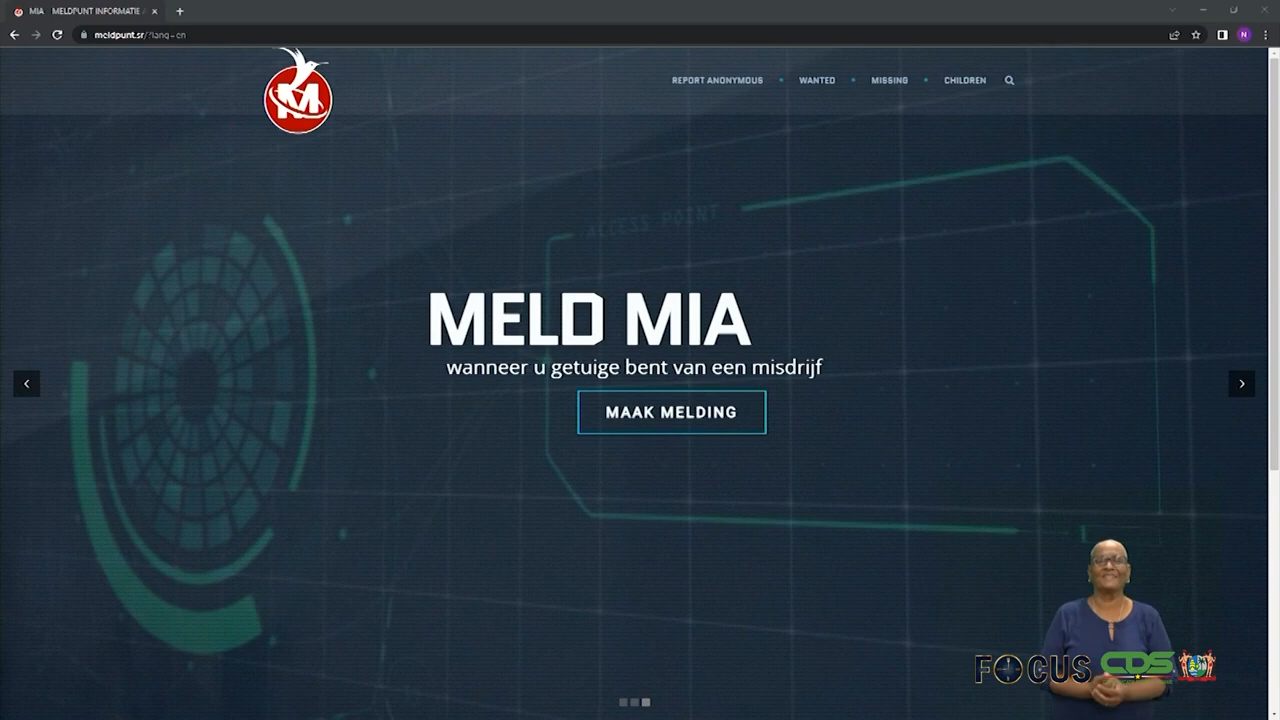 MIA MELDPUNT INFORMATIE
meldpunt.sr/?lang=en
N
M
REPORT ANONYMOUS
WANTED
MISSING
CHILDREN
ACCESS POINT
MELD MIA
wanneer u getuige bent van een misdrijf
MAAK MELDING
FOCUS
CDS